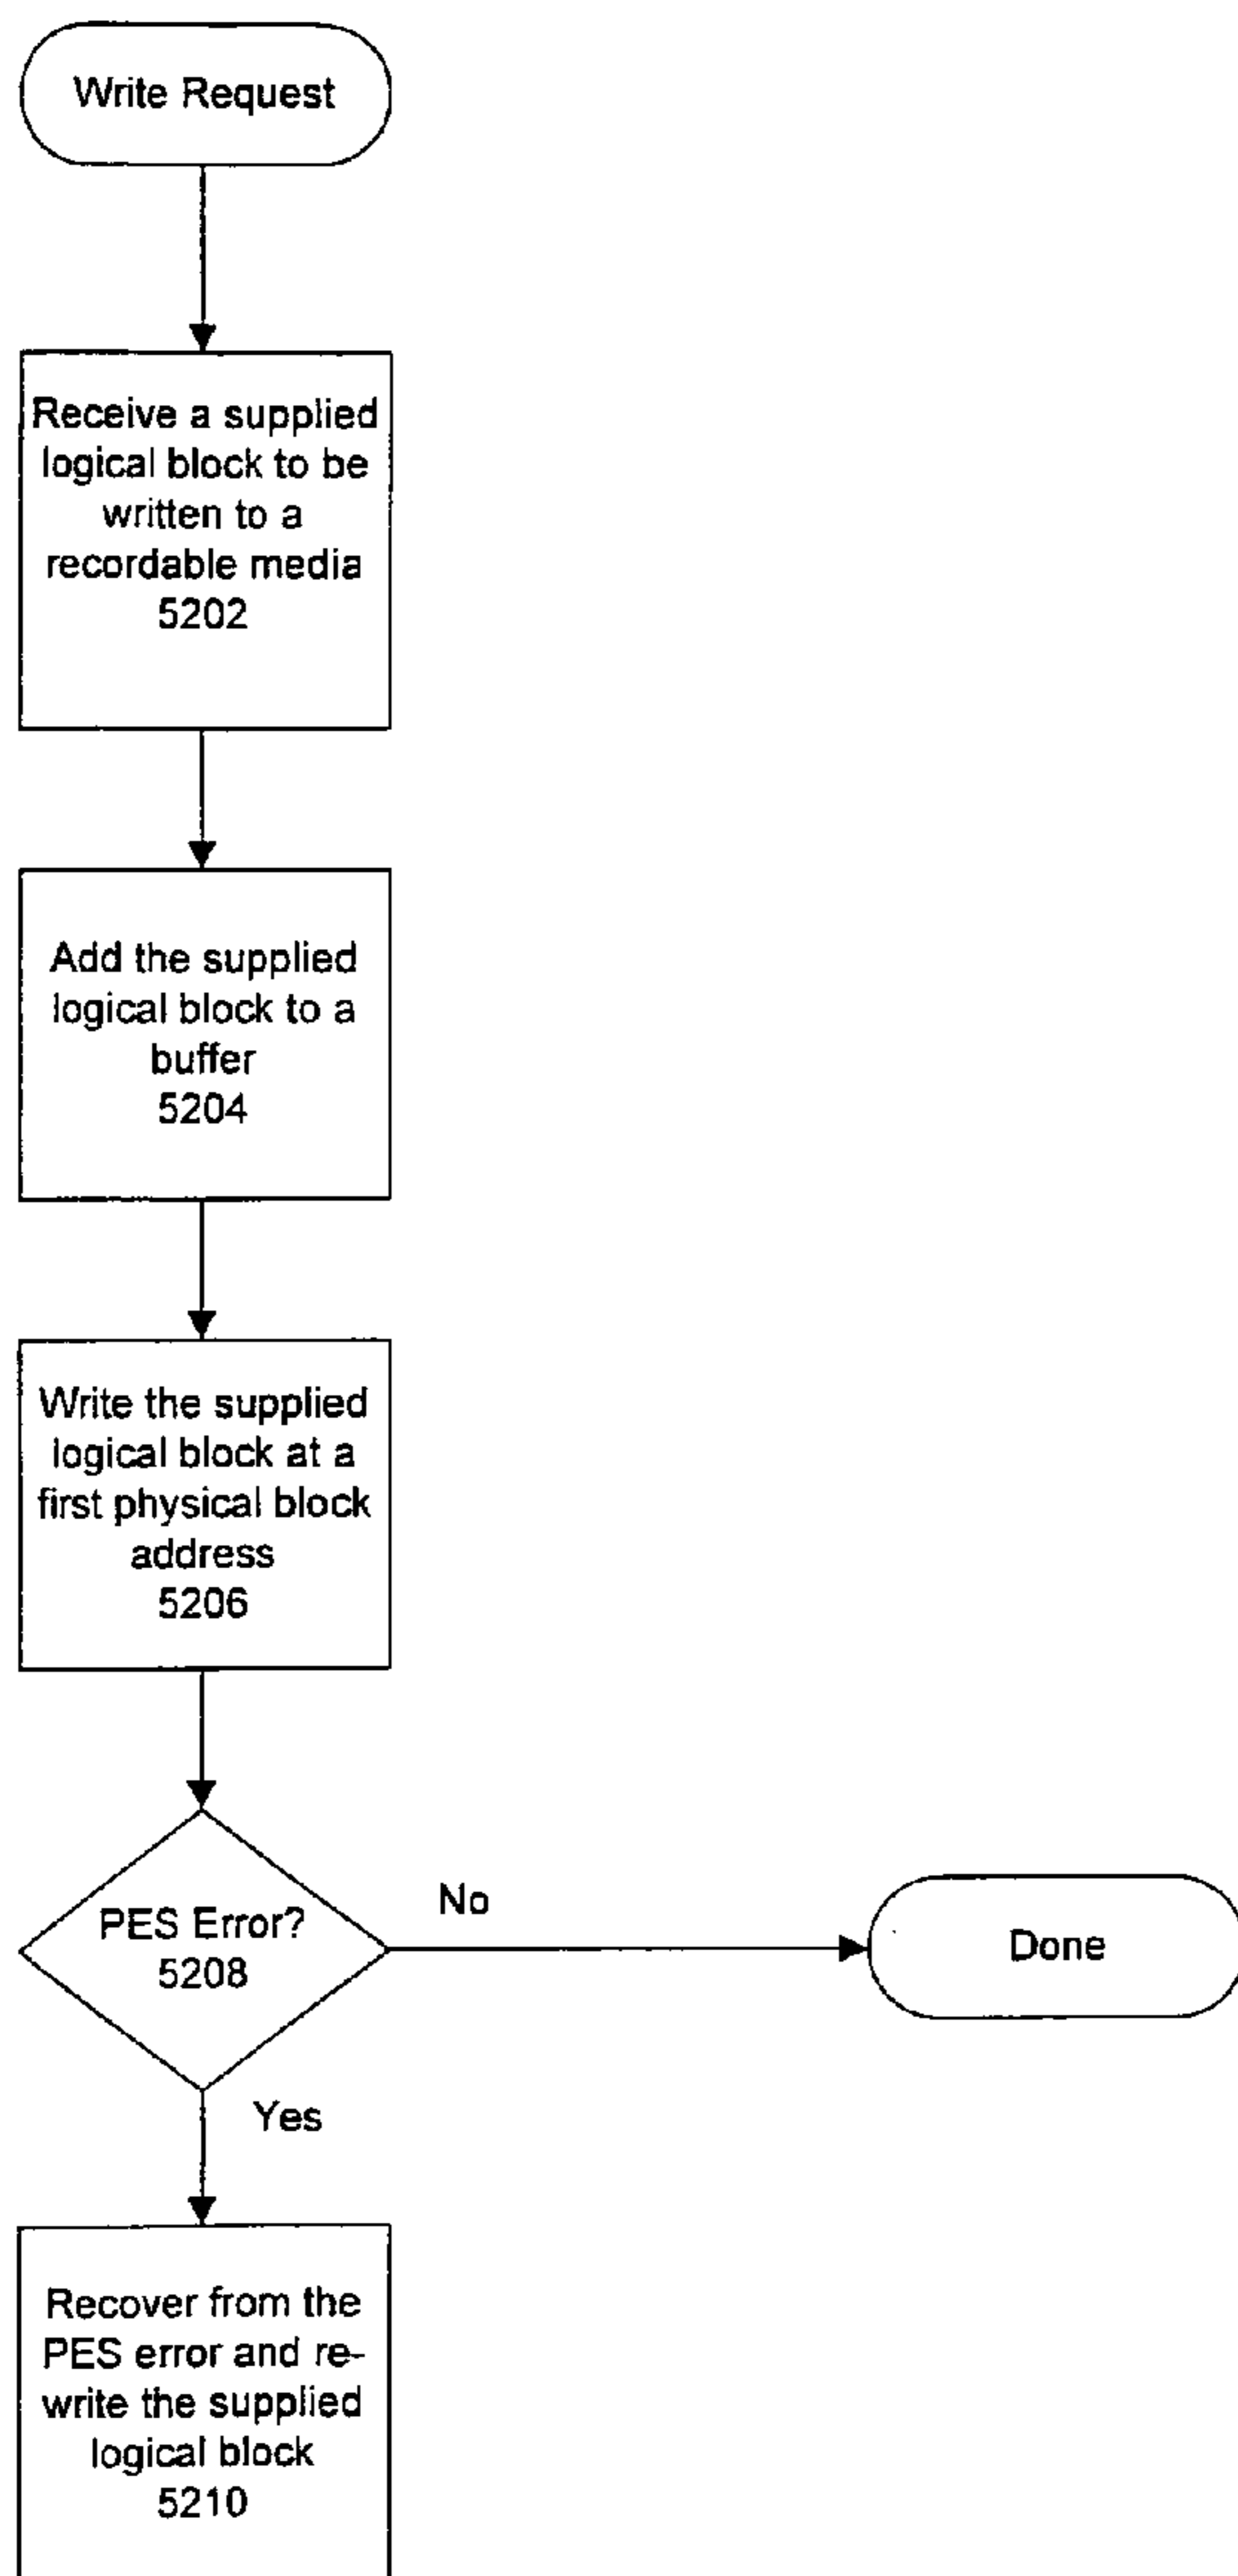 Write Request
Receive a supplied
logical block to be
written to a
recordable media
5202
Add the supplied
logical block to a
buffer
5204
Write the supplied
logical block at a
first physical block
address
5206
PES Error?
5208
No
Done
Yes
Recover from the
PES error and re-
write the supplied
logical block
5210